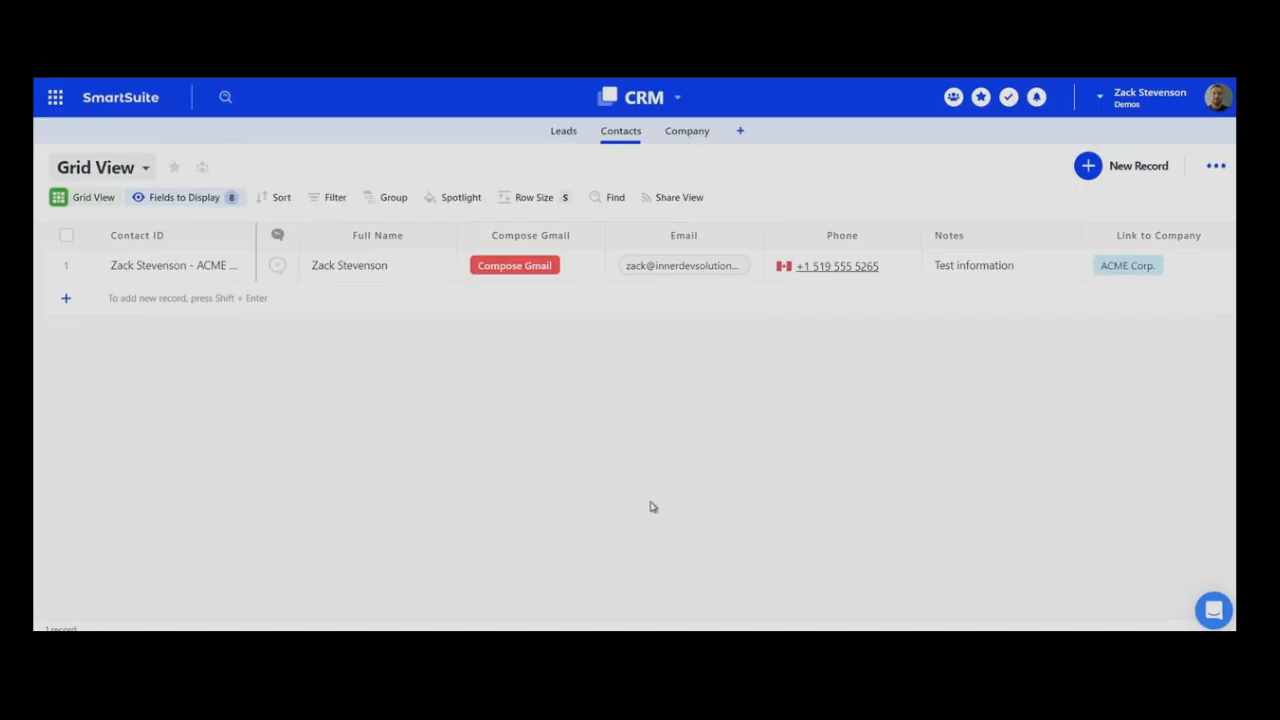 SmartSuite
CRM
Zack Stevenson
Demos
Leads
Contacts
Company
Grid View
New Record
Grid View
Fields to Display 8
Sort
Filter
Group
Spotlight
Row Size S
Find
Share View
Contact ID
Full Name
Compose Gmail
Email
Phone
Notes
Link to Company
1
Zack Stevenson - ACME ...
Zack Stevenson
Compose Gmail
zack@innerdevsolution...
+1 519 555 5265
Test information
ACME Corp.
To add new record, press Shift + Enter
1 record